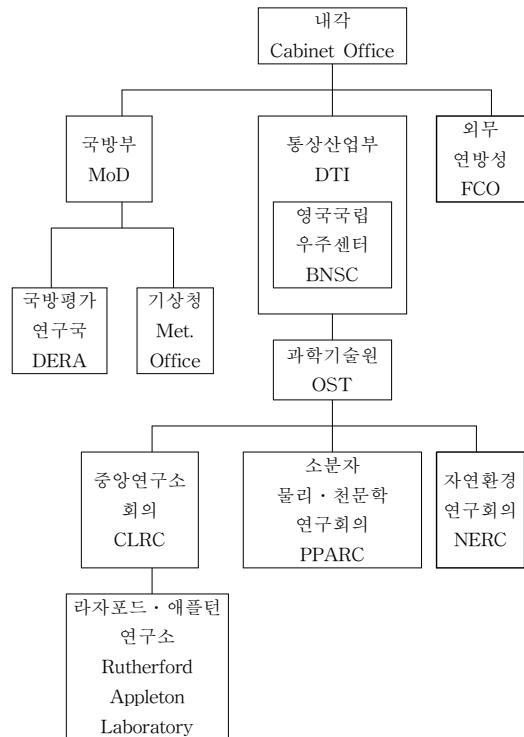 내각
Cabinet Office
국방부
MoD
통상산업부
DTI
외무
연방성
FCO
영국국립
우주센터
BNSC
국방평가
연구국
DERA
기상청
Met.
Office
과학기술원
OST
중앙연구소
회의
CLRC
소분자
물리·천문학
연구회의
PPARC
자연환경
연구회의
NERC
라자포드·애플턴
연구소
Rutherford
Appleton
Laboratory